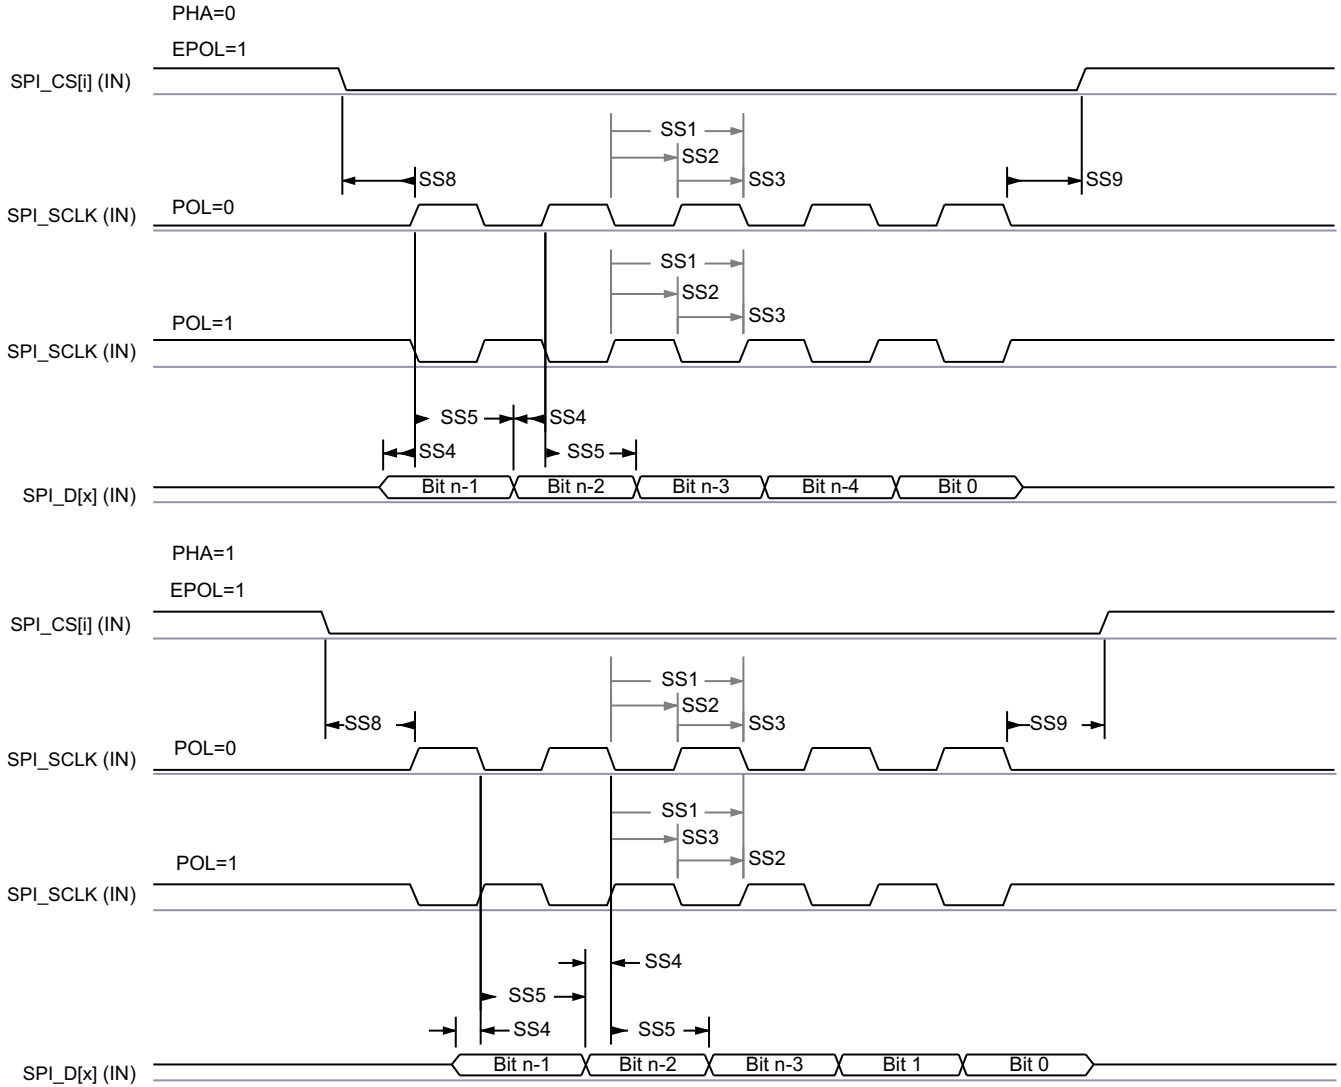 PHA=0
EPOL=1
SPI_CS[i] (IN)
SS1
SS2
SS8
SS3
SS9
POL=0
SPI_SCLK (IN)
SS1
SS2
SS3
POL=1
SPI_SCLK (IN)
SS5
SS4
SS4
SS5
SPI_D[x] (IN)
Bit n-1
Bit n-2
Bit n-3
Bit n-4
Bit 0
PHA=1
EPOL=1
SPI_CS[i] (IN)
SS1
SS2
SS8
SS3
SS9
POL=0
SPI_SCLK (IN)
SS1
SS3
SS2
POL=1
SPI_SCLK (IN)
SS4
SS5
SS4
SS5
SPI_D[x] (IN)
Bit n-1
Bit n-2
Bit n-3
Bit 1
Bit 0